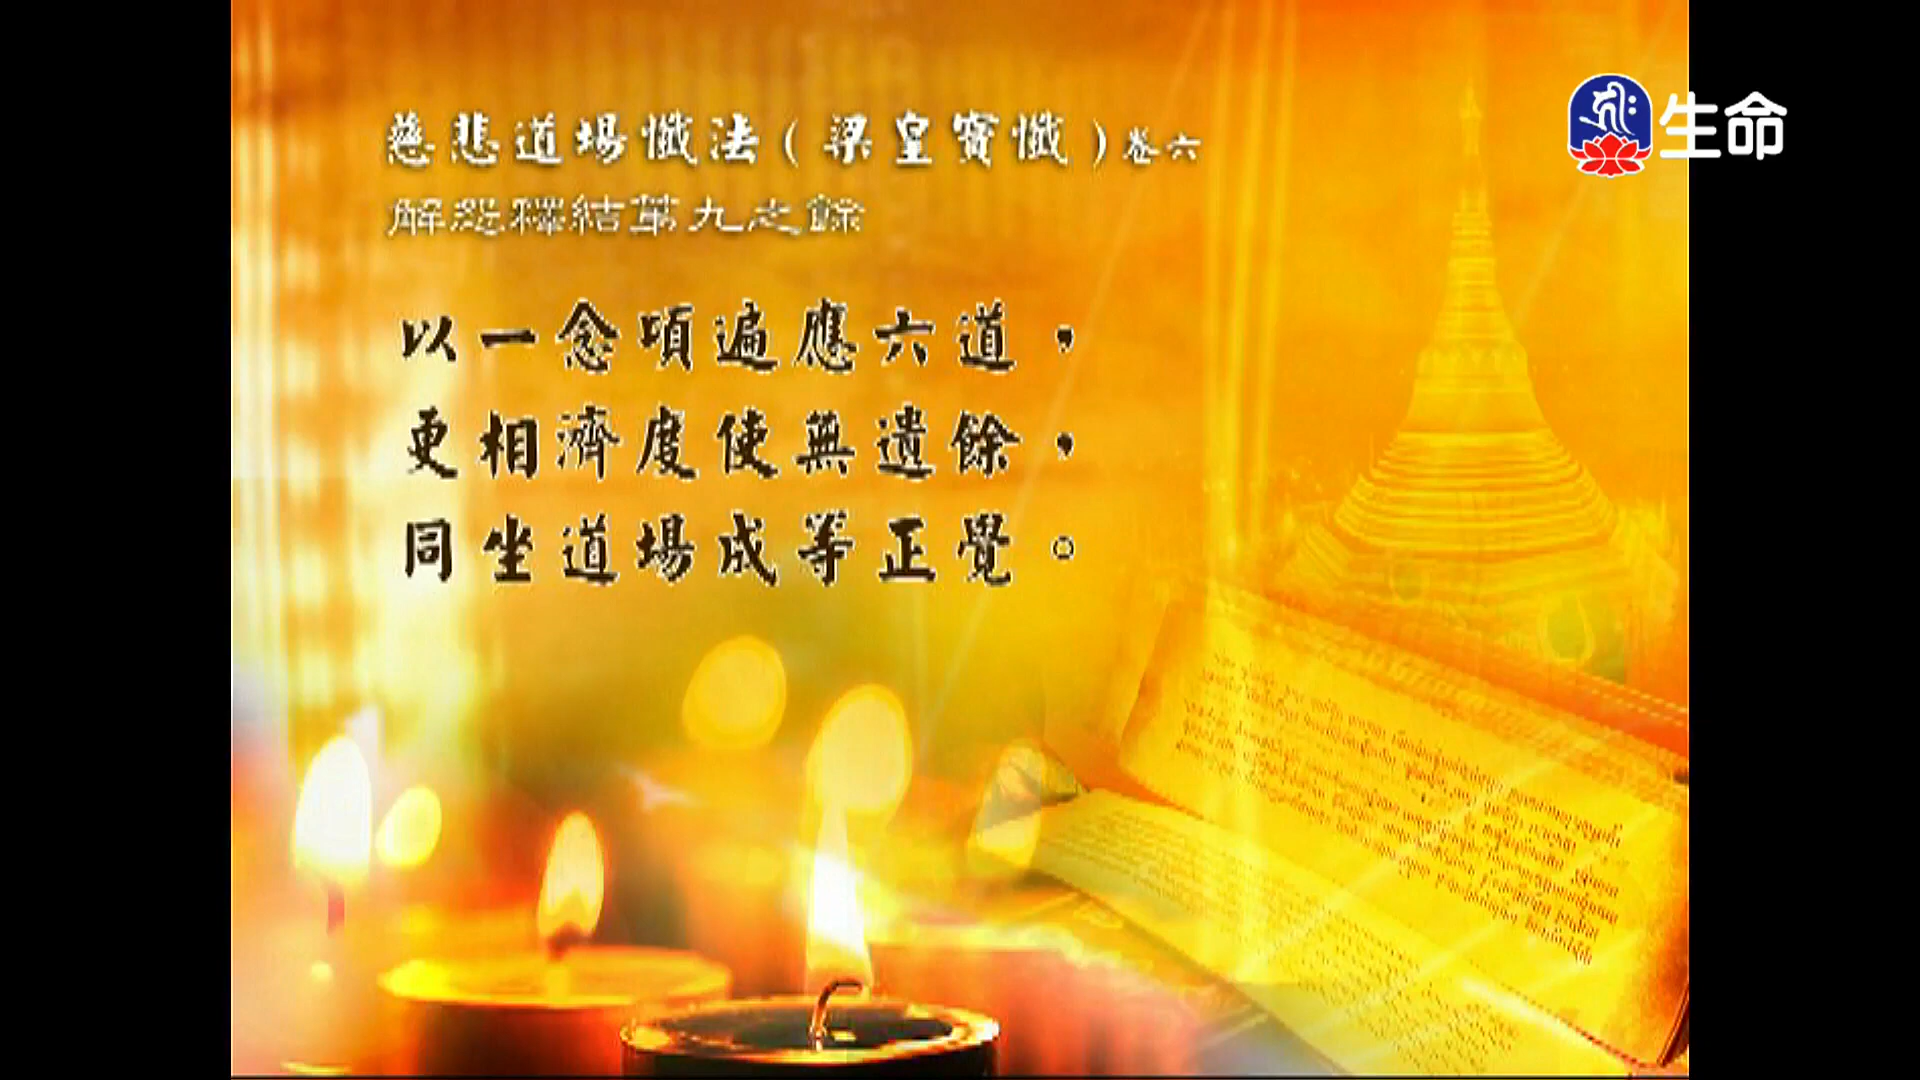 慈悲道場懺法(梁皇寶懺)卷六
解冤釋結第九之餘
以一念頃遍應六道，
更相濟度使無遺餘，
同坐道場成等正覺。
生命